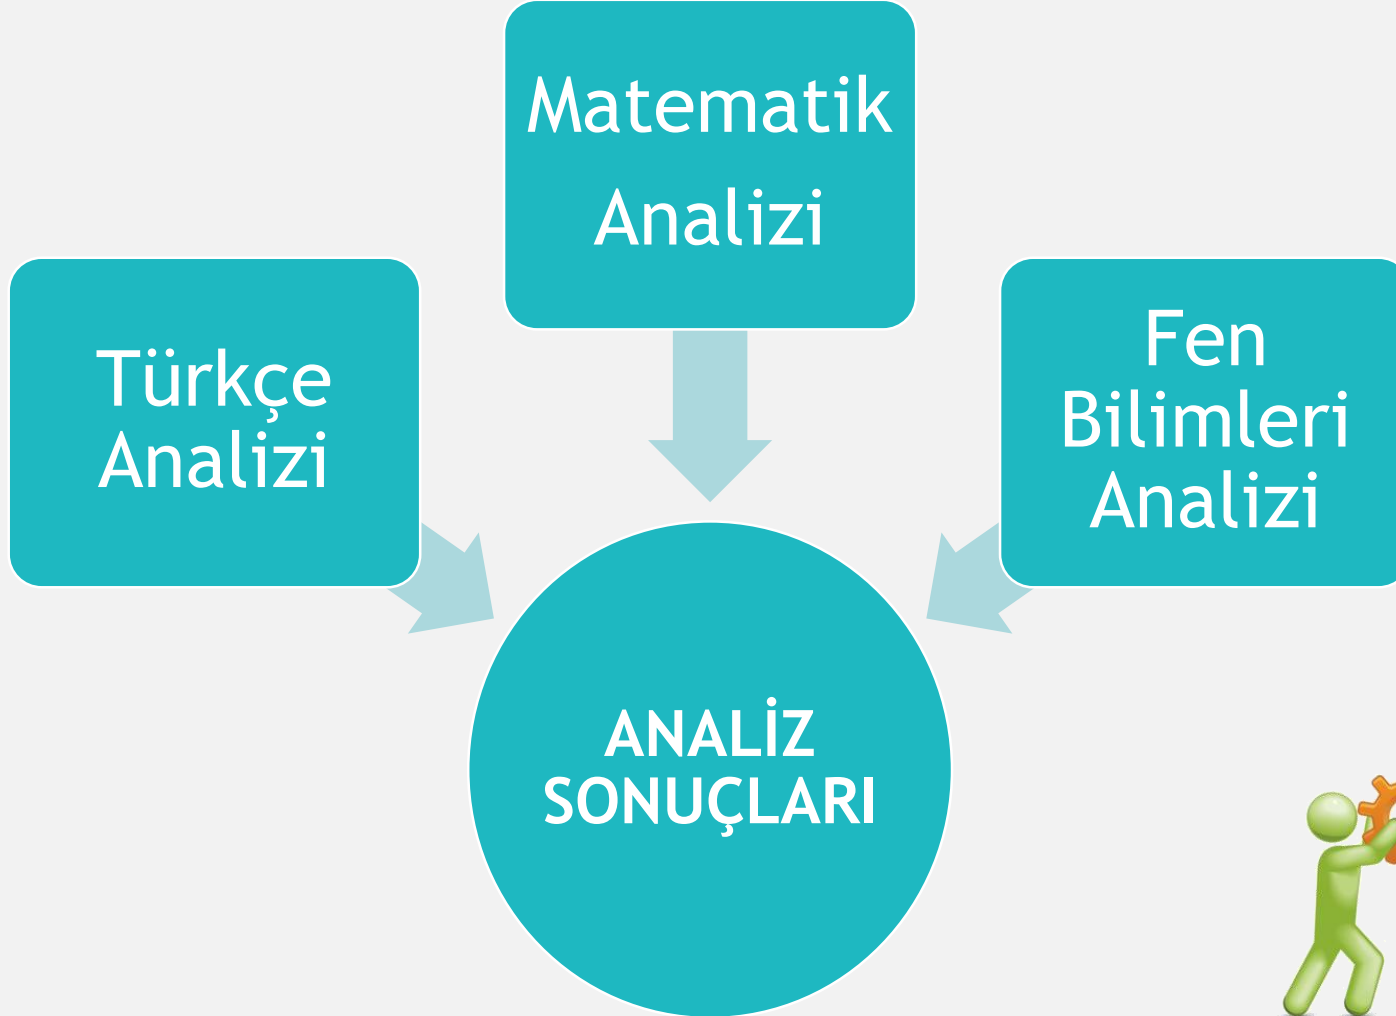 Matematik
Analizi
Türkçe
Analizi
Fen
Bilimleri
Analizi
ANALİZ
SONUÇLARI